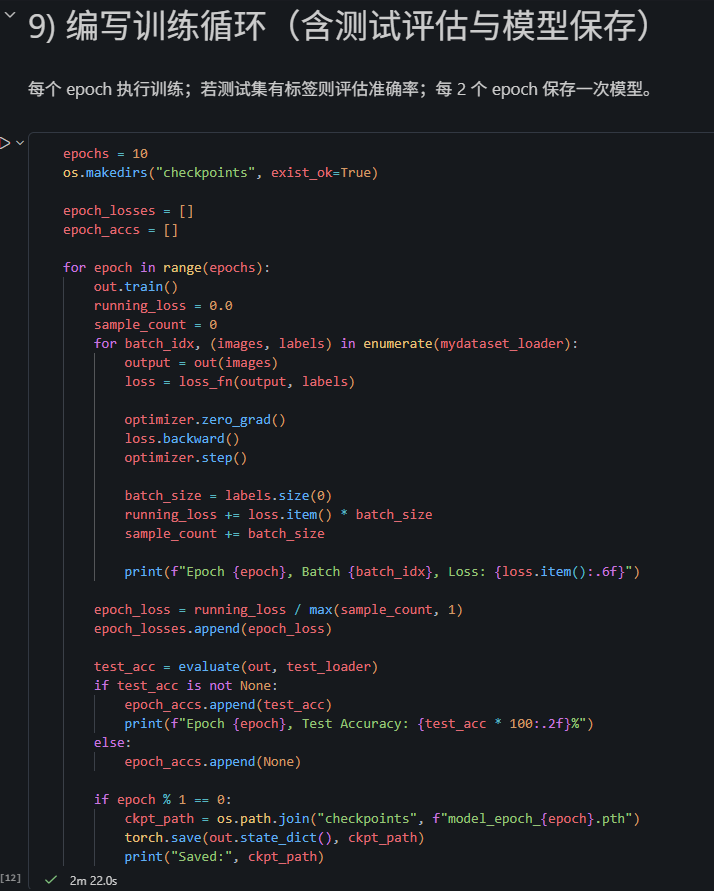 9) 编写训练循环（含测试评估与模型保存）
每个 epoch 执行训练；若测试集有标签则评估准确率；每 2 个 epoch 保存一次模型。
epochs = 10
os.makedirs("checkpoints", exist_ok=True)
epoch_losses = []
epoch_accs = []
for epoch in range(epochs):
    out.train()
    running_loss = 0.0
    sample_count = 0
    for batch_idx, (images, labels) in enumerate(mydataset_loader):
        output = out(images)
        loss = loss_fn(output, labels)
        optimizer.zero_grad()
        loss.backward()
        optimizer.step()
        batch_size = labels.size(0)
        running_loss += loss.item() * batch_size
        sample_count += batch_size
        print(f"Epoch {epoch}, Batch {batch_idx}, Loss: {loss.item():.6f}")
    epoch_loss = running_loss / max(sample_count, 1)
    epoch_losses.append(epoch_loss)
    test_acc = evaluate(out, test_loader)
    if test_acc is not None:
        epoch_accs.append(test_acc)
        print(f"Epoch {epoch}, Test Accuracy: {test_acc * 100:.2f}%")
    else:
        epoch_accs.append(None)
    if epoch % 1 == 0:
        ckpt_path = os.path.join("checkpoints", f"model_epoch_{epoch}.pth")
        torch.save(out.state_dict(), ckpt_path)
        print("Saved:", ckpt_path)
[12] 2m 22.0s